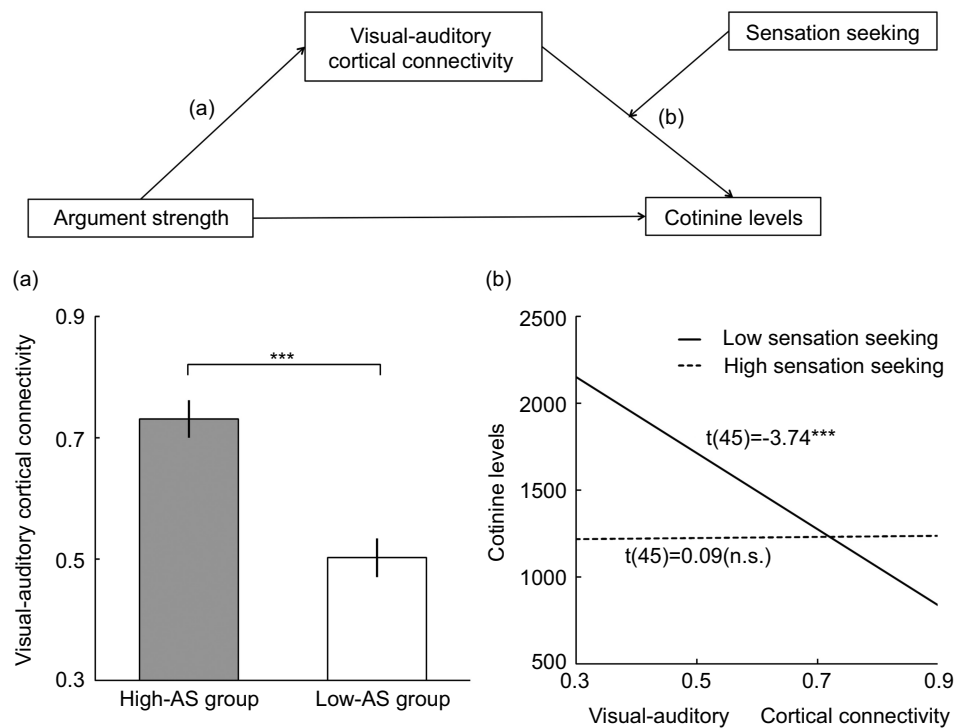 Visual-auditory
cortical connectivity
Sensation seeking
(a)
(b)
Argument strength
Cotinine levels
(a)
Visual-auditory cortical connectivity
0.9
0.7
0.5
0.3
***
High-AS group
Low-AS group
(b)
Cotinine levels
2500
2000
1500
1000
500
Low sensation seeking
High sensation seeking
t(45)=-3.74***
t(45)=0.09(n.s.)
0.3 0.5 0.7 0.9
Visual-auditory Cortical connectivity